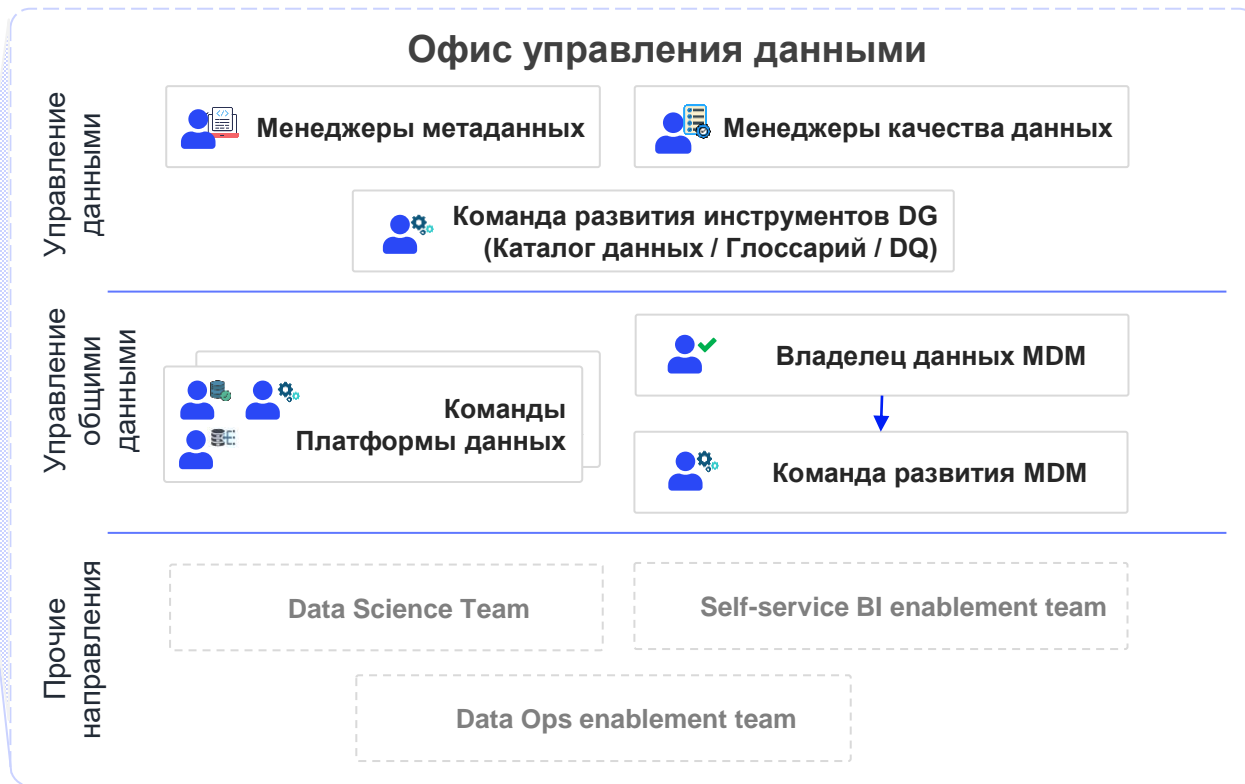 Офис управления данными
Управление
данными
Менеджеры метаданных
Менеджеры качества данных
Команда развития инструментов DG
(Каталог данных / Глоссарий / DQ)
Управление
общими
данными
Команды
Платформы данных
Владелец данных MDM
Команда развития MDM
Прочие
направления
Data Science Team
Self-service BI enablement team
Data Ops enablement team